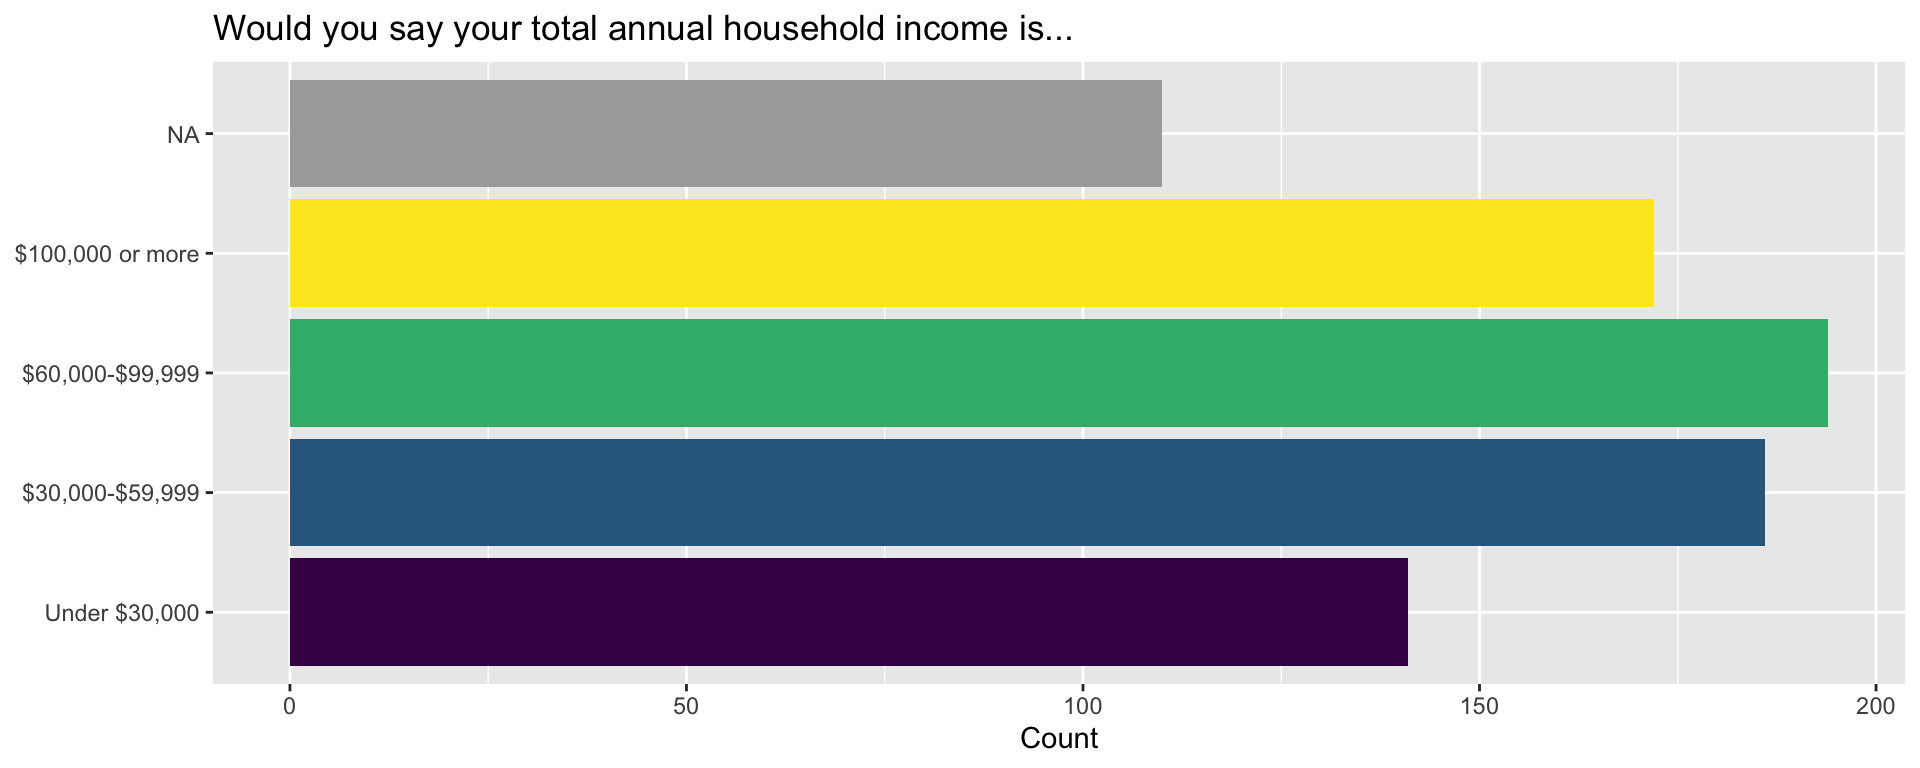 Would you say your total annual household income is...
NA
$100,000 or more
$60,000-$99,999
$30,000-$59,999
Under $30,000
0 50 100 150 200
Count